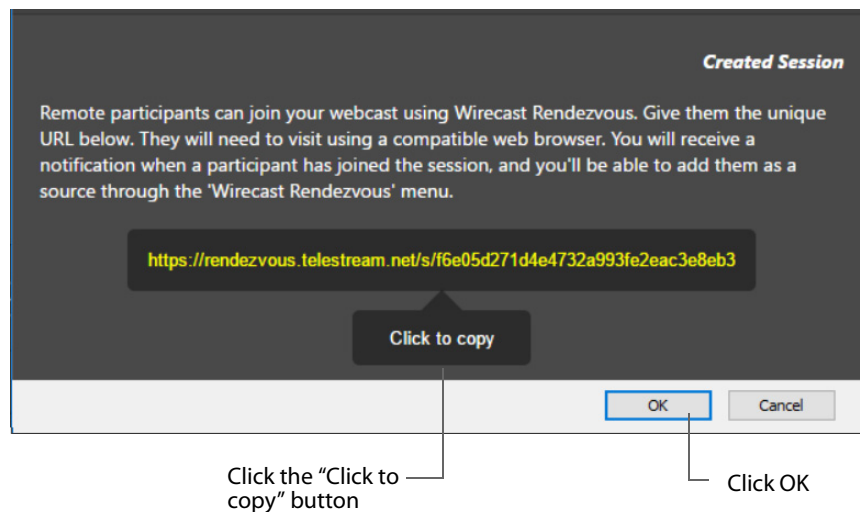 Created Session
Remote participants can join your webcast using Wirecast Rendezvous. Give them the unique
URL below. They will need to visit using a compatible web browser. You will receive a
notification when a participant has joined the session, and you'll be able to add them as a
source through the 'Wirecast Rendezvous' menu.
https://rendezvous.telestream.net/s/f6e05d271d4e4732a993fe2eac3e8eb3
Click to copy
OK
Cancel
Click the “Click to
copy” button
Click OK